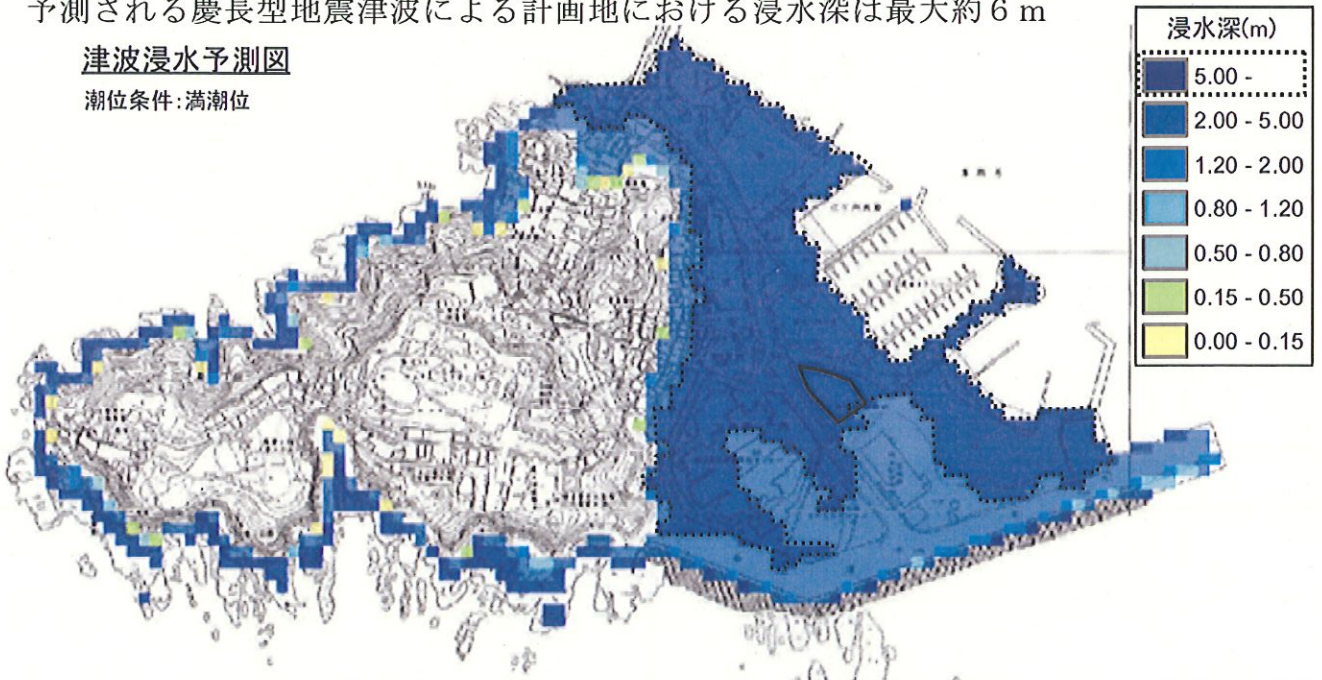 予測される慶長型地震津波による計画地における浸水深は最大約６ｍ
津波浸水予測図
潮位条件：満潮位
浸水深(m)
5.00 -
2.00 - 5.00
1.20 - 2.00
0.80 - 1.20
0.50 - 0.80
0.15 - 0.50
0.00 - 0.15